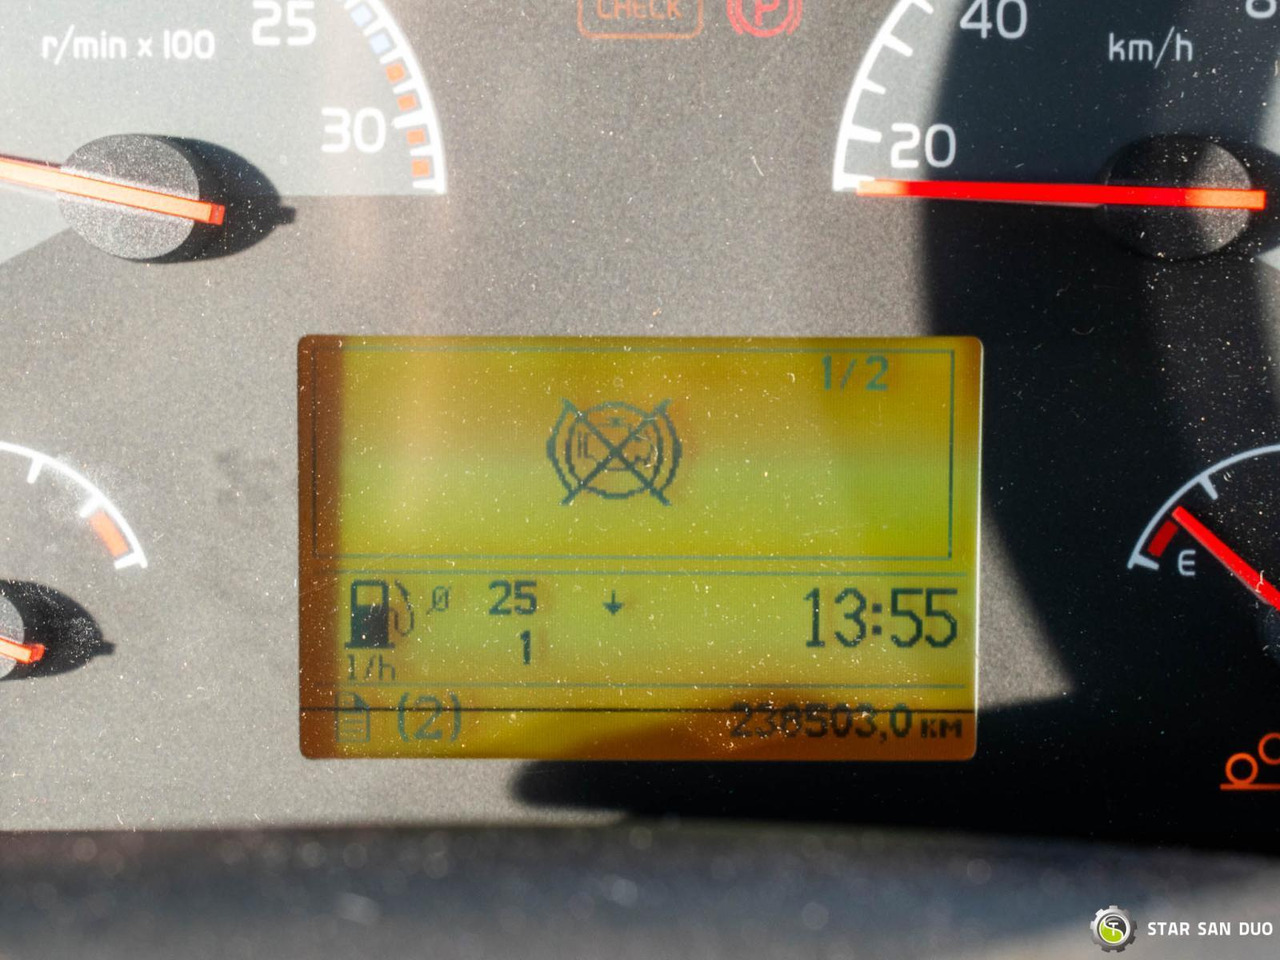 r/min x 100
25
30
CHECK
P
40
km/h
20
1/2
Ø 25
1
13:55
l/h
(2)
238503,0 км
E
STAR SAN DUO